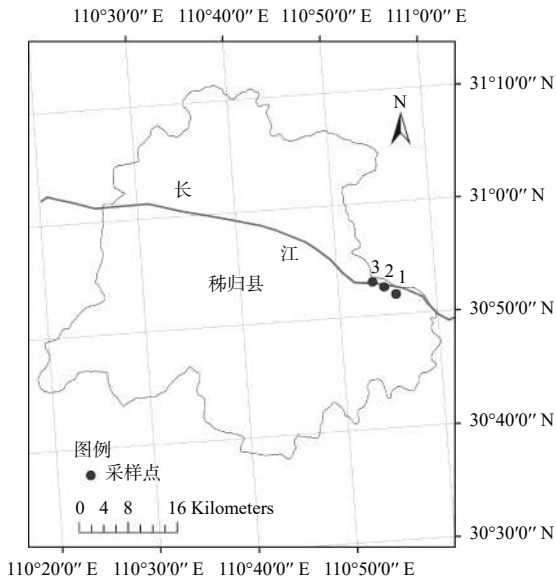 110°30′0″ E 110°40′0″ E 110°50′0″ E 111°0′0″ E
31°10′0″ N
N
31°0′0″ N
长
江
秭归县
3 2 1
30°50′0″ N
30°40′0″ N
图例
采样点
0 4 8 16 Kilometers
30°30′0″ N
110°20′0″ E 110°30′0″ E 110°40′0″ E 110°50′0″ E